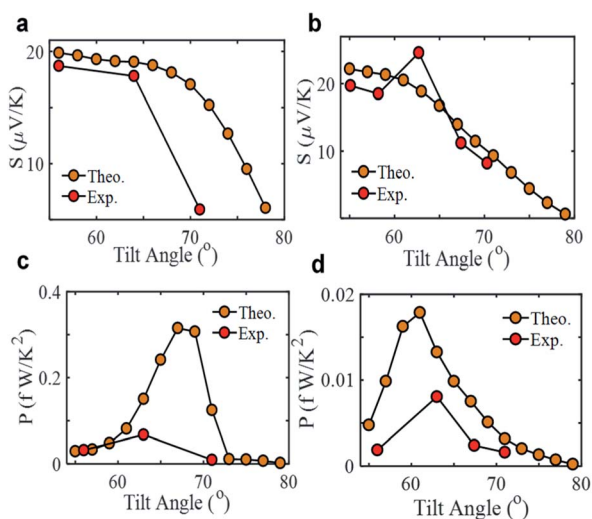 a
20
10
S (μV/K)
Theo.
Exp.
60
70
80
Tilt Angle (°)
b
20
10
S (μV/K)
Theo.
Exp.
60
70
80
Tilt Angle (°)
c
0.4
0.2
0
P (f W/K²)
Theo.
Exp.
60
70
80
Tilt Angle (°)
d
0.02
0.01
0
P (f W/K²)
Theo.
Exp.
60
70
80
Tilt Angle (°)